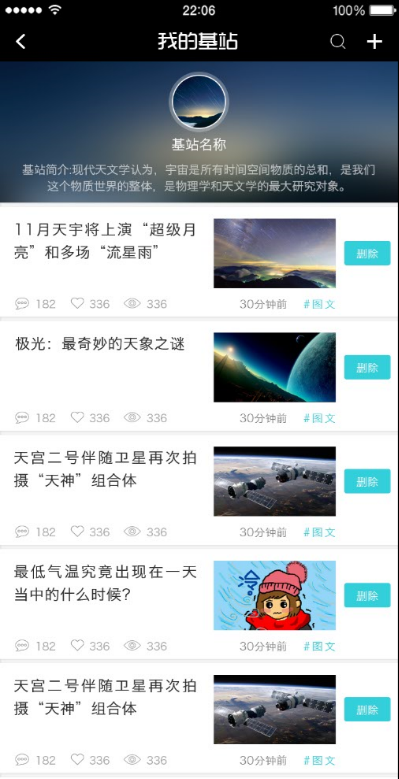 22:06
100%
我的基站
基站名称
基站简介:现代天文学认为，宇宙是所有时间空间物质的总和，是我们
这个物质世界的整体，是物理学和天文学的最大研究对象。
11月天宇将上演“超级月
亮”和多场“流星雨”
删除
182 336 336 30分钟前 #图文
极光：最奇妙的天象之谜
删除
182 336 336 30分钟前 #图文
天宫二号伴随卫星再次拍
摄“天神”组合体
删除
182 336 336 30分钟前 #图文
最低气温究竟出现在一天
当中的什么时候?
冷
删除
182 336 336 30分钟前 #图文
天宫二号伴随卫星再次拍
摄“天神”组合体
删除
182 336 336 30分钟前 #图文